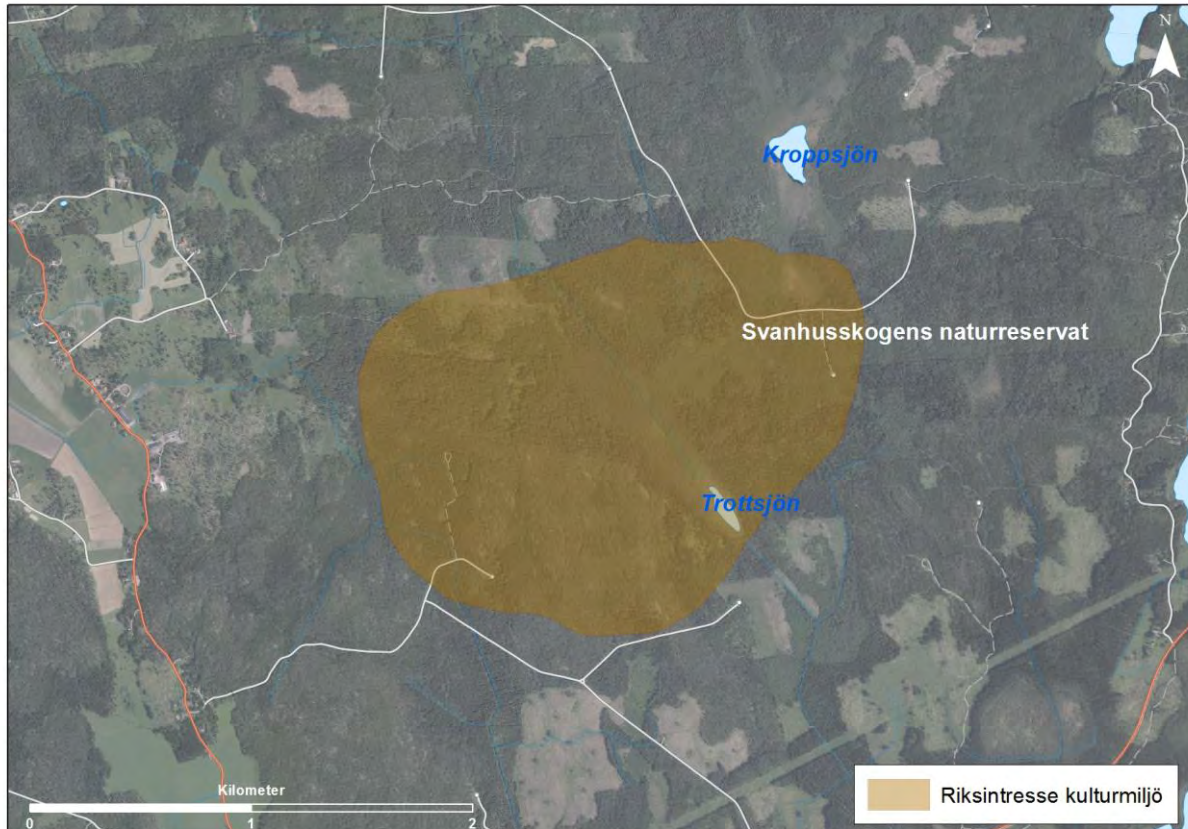 N
Kroppsjön
Svanhusskogens naturreservat
Trottsjön
Kilometer
0 1 2
Riksintresse kulturmiljö